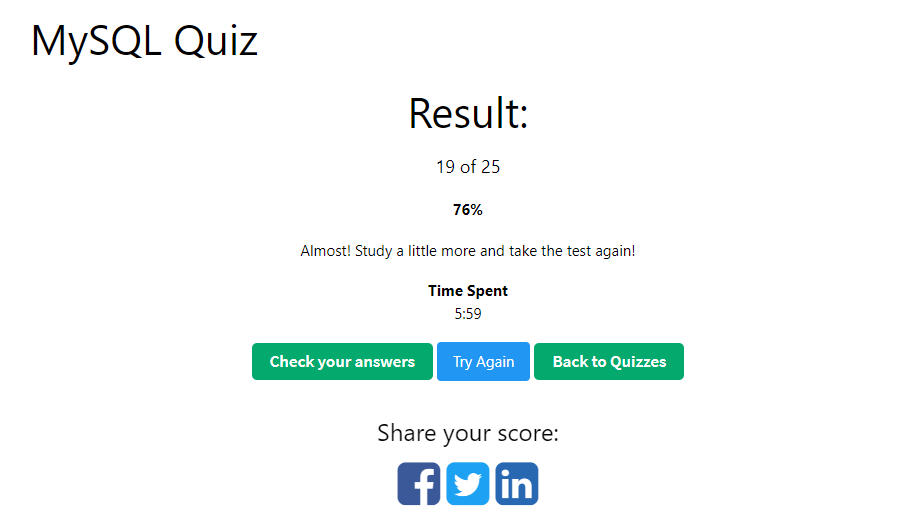 MySQL Quiz
Result:
19 of 25
76%
Almost! Study a little more and take the test again!
Time Spent
5:59
Check your answers Try Again Back to Quizzes
Share your score: